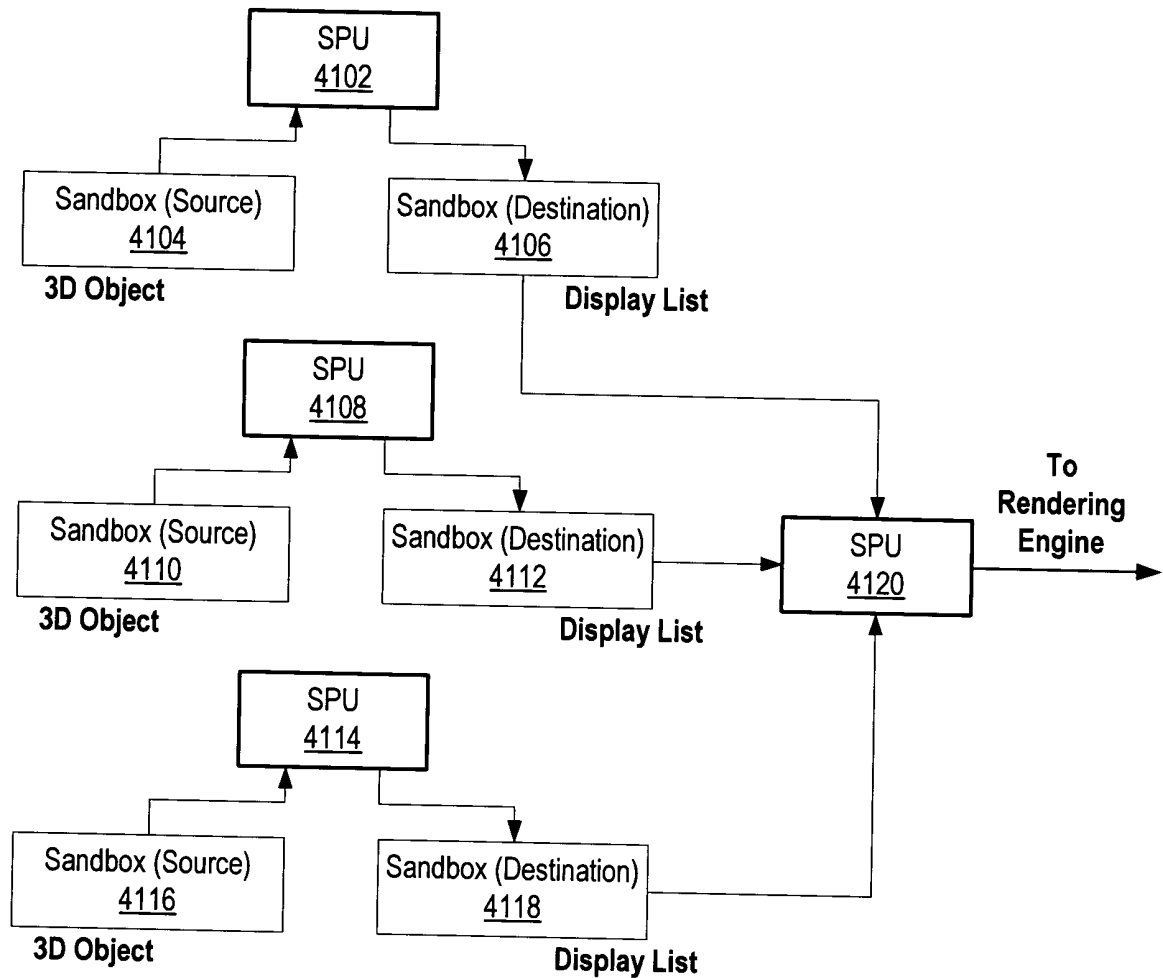 SPU
4102
Sandbox (Source)
4104
3D Object
Sandbox (Destination)
4106
Display List
SPU
4108
Sandbox (Source)
4110
3D Object
Sandbox (Destination)
4112
Display List
SPU
4114
Sandbox (Source)
4116
3D Object
Sandbox (Destination)
4118
Display List
SPU
4120
To
Rendering
Engine